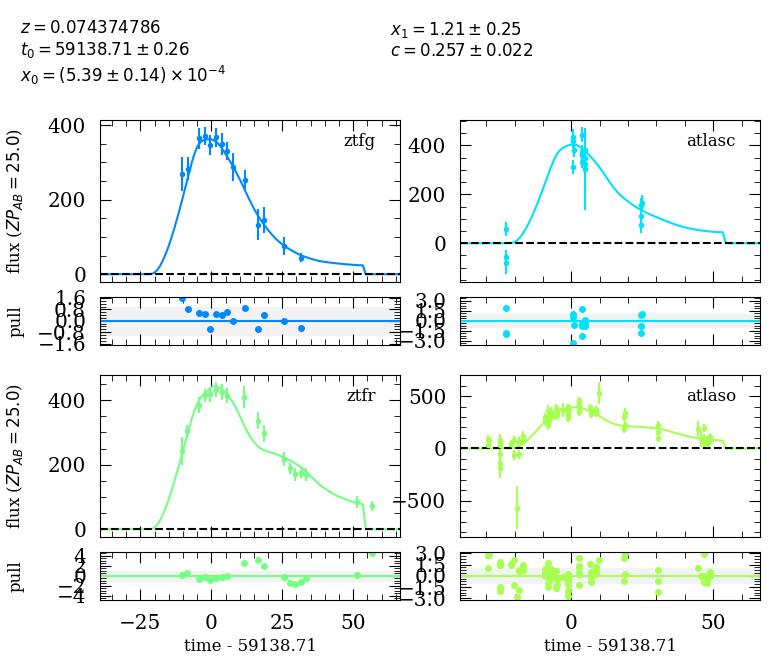 z = 0.074374786
t₀ = 59138.71 ± 0.26
x₀ = (5.39 ± 0.14) × 10⁻⁴
x₁ = 1.21 ± 0.25
c = 0.257 ± 0.022
flux (ZP_AB = 25.0)
400
200
0
ztfg
400
200
0
atlasc
pull
1.6
0.8
0.0
−0.8
−1.6
3.0
1.5
0.0
−1.5
−3.0
flux (ZP_AB = 25.0)
400
200
0
ztfr
500
0
−500
atlaso
pull
4
2
0
−2
−4
3.0
1.5
0.0
−1.5
−3.0
−25 0 25 50
0 50
time - 59138.71
time - 59138.71